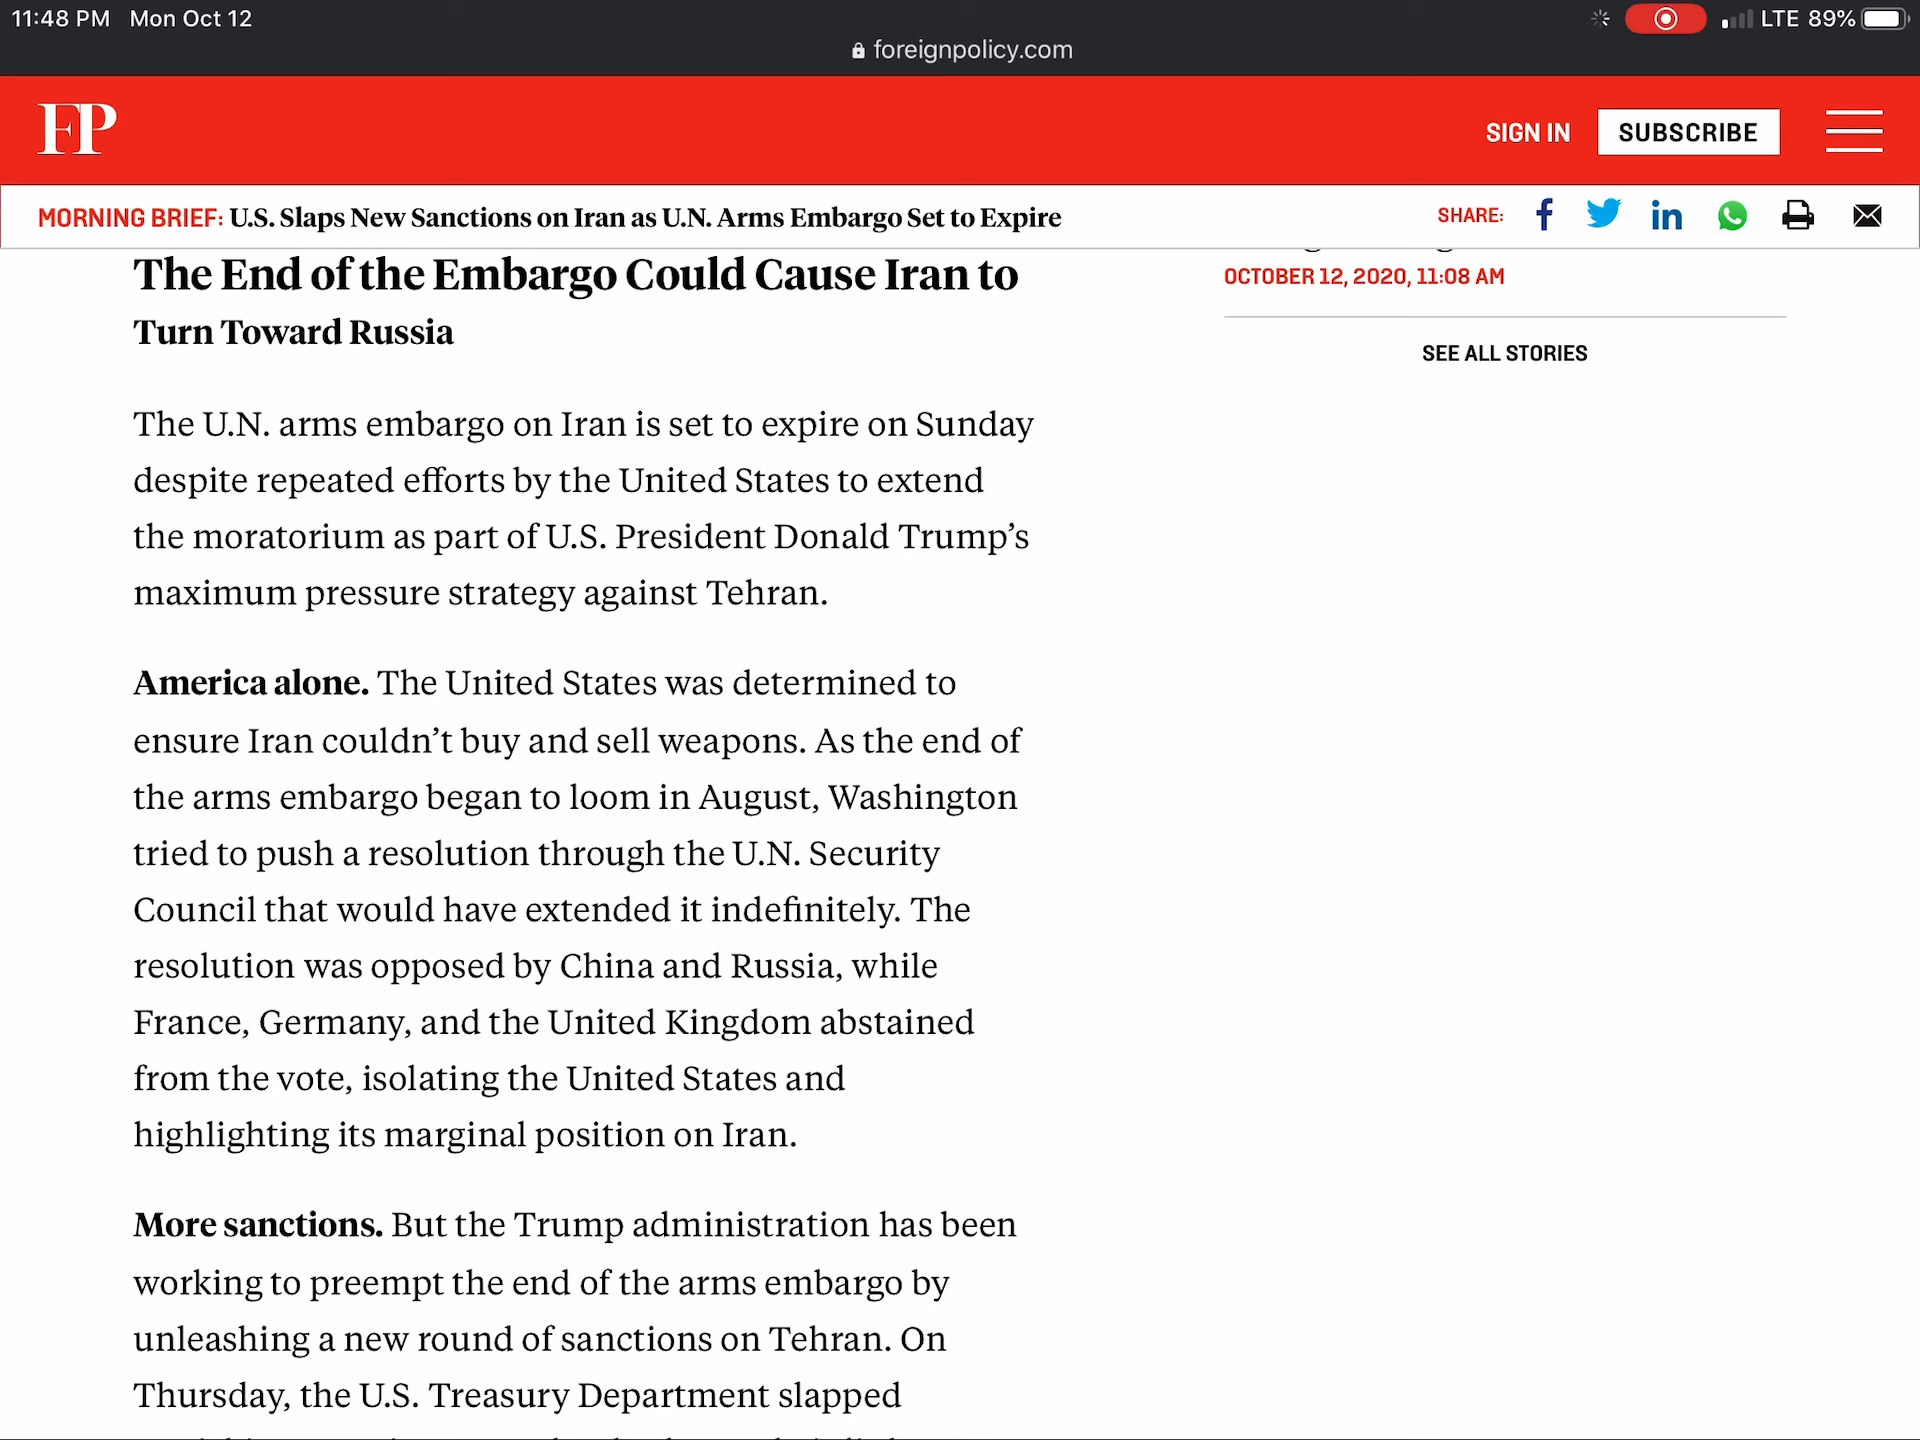 11:48 PM Mon Oct 12
LTE 89%
foreignpolicy.com
FP
SIGN IN
SUBSCRIBE
MORNING BRIEF: U.S. Slaps New Sanctions on Iran as U.N. Arms Embargo Set to Expire
SHARE:
The End of the Embargo Could Cause Iran to
Turn Toward Russia
The U.N. arms embargo on Iran is set to expire on Sunday
despite repeated efforts by the United States to extend
the moratorium as part of U.S. President Donald Trump’s
maximum pressure strategy against Tehran.
America alone. The United States was determined to
ensure Iran couldn’t buy and sell weapons. As the end of
the arms embargo began to loom in August, Washington
tried to push a resolution through the U.N. Security
Council that would have extended it indefinitely. The
resolution was opposed by China and Russia, while
France, Germany, and the United Kingdom abstained
from the vote, isolating the United States and
highlighting its marginal position on Iran.
More sanctions. But the Trump administration has been
working to preempt the end of the arms embargo by
unleashing a new round of sanctions on Tehran. On
Thursday, the U.S. Treasury Department slapped
OCTOBER 12, 2020, 11:08 AM
SEE ALL STORIES